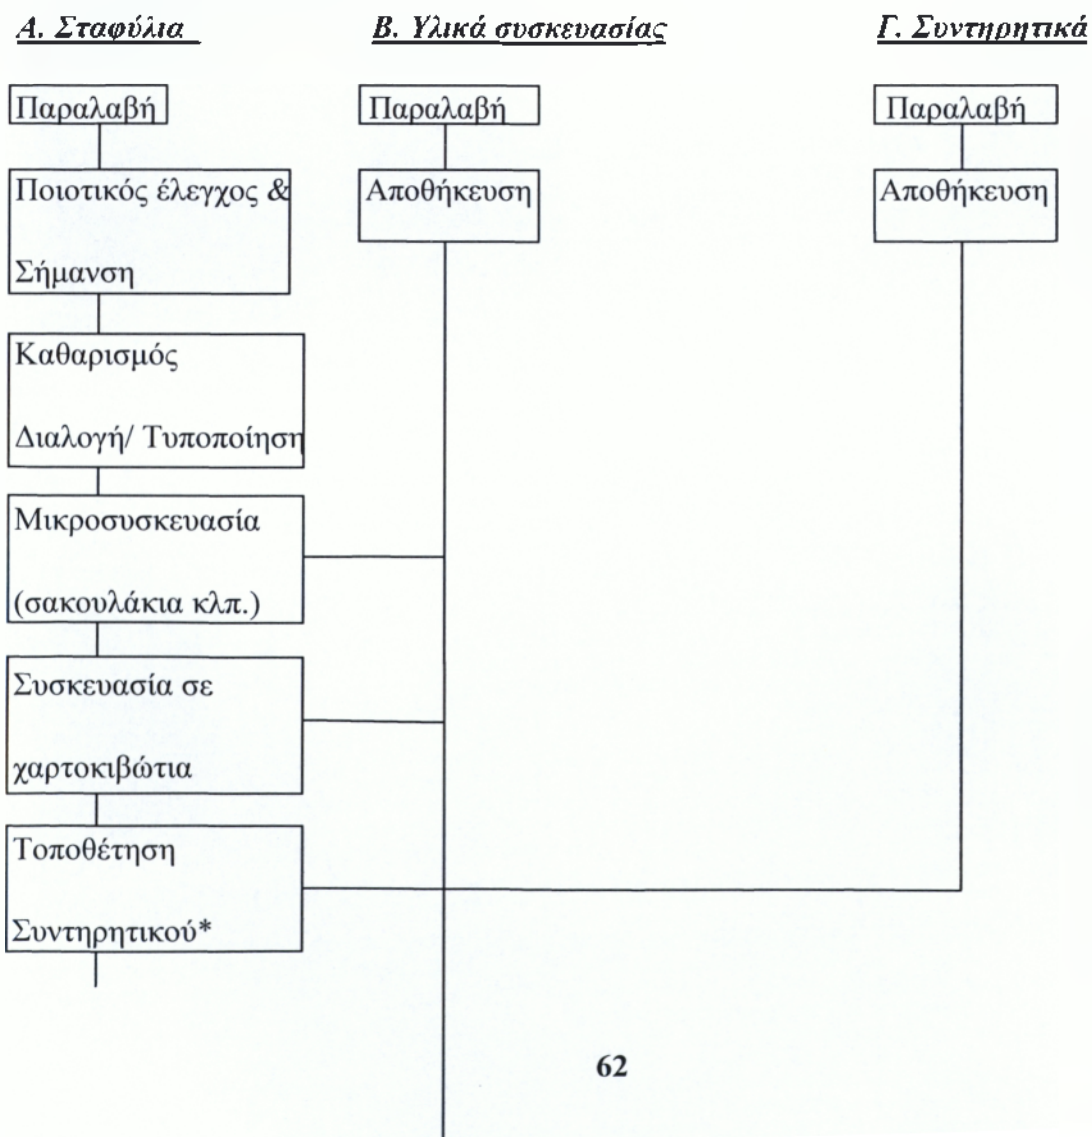 Α. Σταφύλια
Β. Υλικά συσκευασίας
Γ. Συντηρητικά
Παραλαβή
Παραλαβή
Παραλαβή
Ποιοτικός έλεγχος &
Σήμανση
Αποθήκευση
Αποθήκευση
Καθαρισμός
Διαλογή/ Τυποποίηση
Μικροσυσκευασία
(σακουλάκια κλπ.)
Συσκευασία σε
χαρτοκιβώτια
Τοποθέτηση
Συντηρητικού*
62